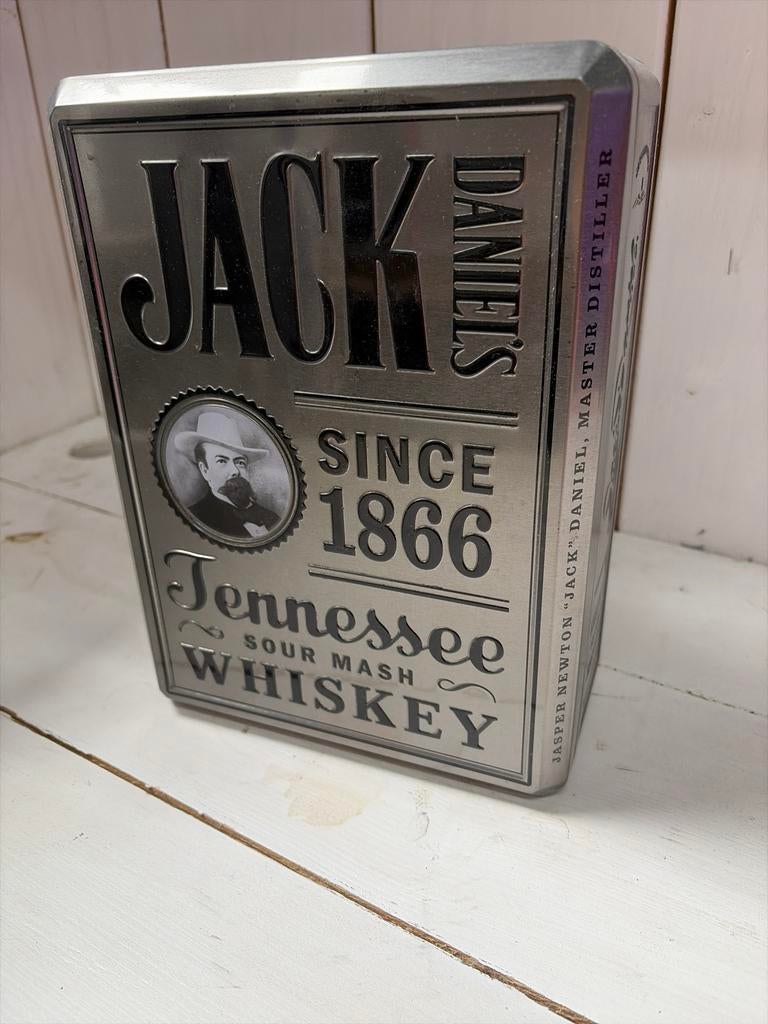 JACK
DANIEL'S
SINCE
1866
Tennessee
SOUR MASH
WHISKEY
JASPER NEWTON "JACK" DANIEL, MASTER DISTILLER